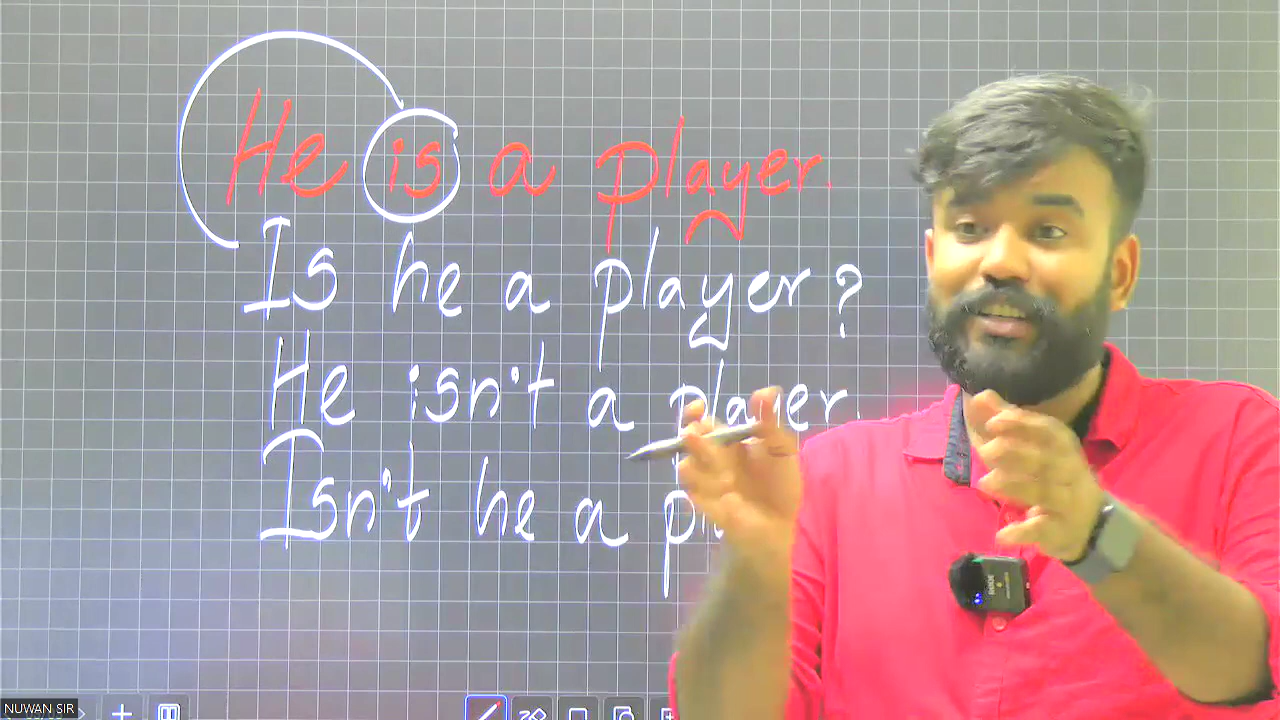 He is a player.
Is he a player?
He isn't a player.
Isn't he a
NUWAN SIR